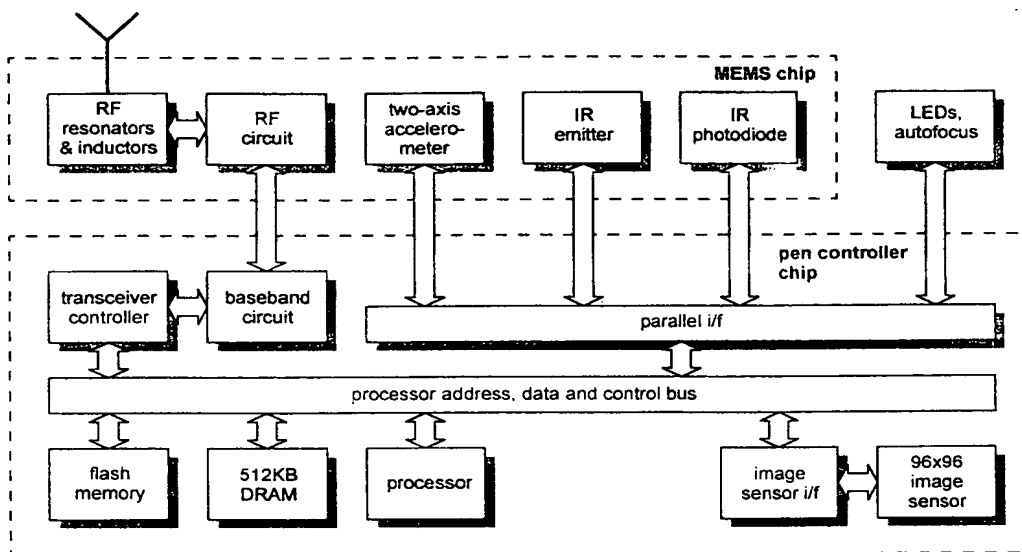 MEMS chip
RF
resonators
& inductors
RF
circuit
two-axis
accelero-
meter
IR
emitter
IR
photodiode
LEDs,
autofocus
pen controller
chip
transceiver
controller
baseband
circuit
parallel i/f
processor address, data and control bus
flash
memory
512KB
DRAM
processor
image
sensor i/f
96x96
image
sensor